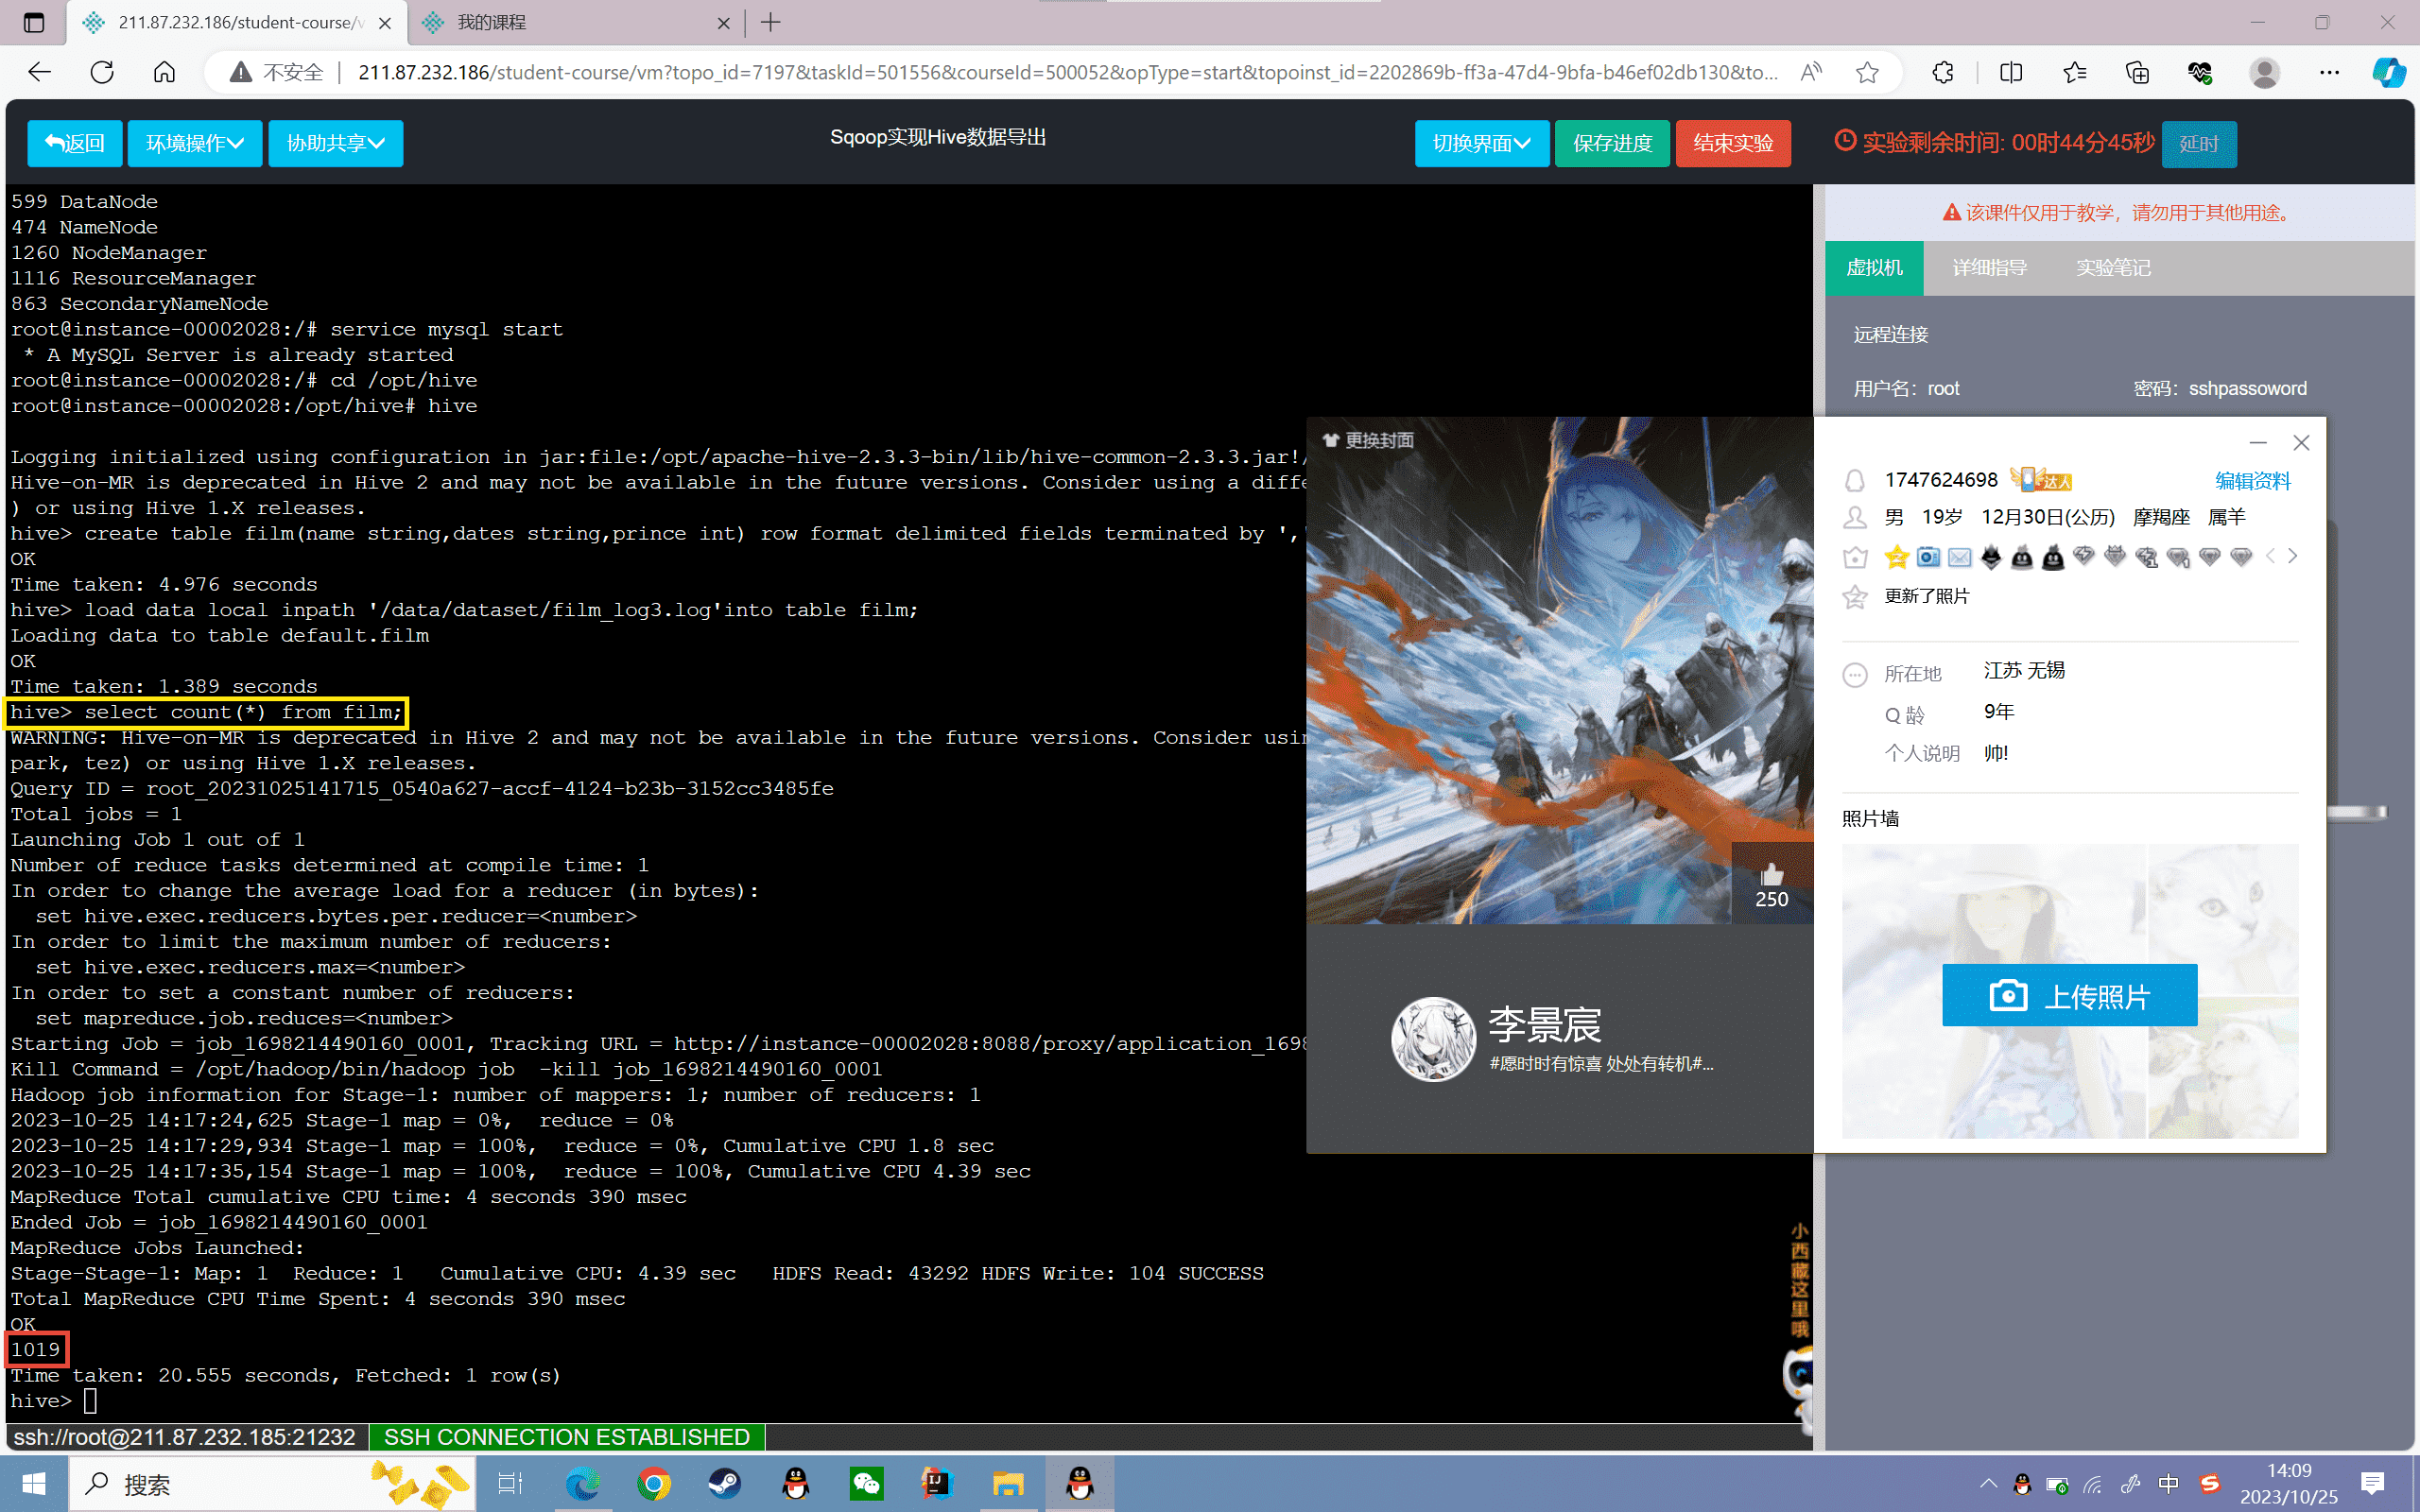 211.87.232.186/student-course/v
我的课程
不安全
211.87.232.186/student-course/vm?topo_id=7197&taskId=501556&courseId=500052&opType=start&topoinst_id=2202869b-ff3a-47d4-9bfa-b46ef02db130&to...
返回
环境操作
协助共享
Sqoop实现Hive数据导出
切换界面
保存进度
结束实验
实验剩余时间: 00时44分45秒
延时
599 DataNode
474 NameNode
1260 NodeManager
1116 ResourceManager
863 SecondaryNameNode
root@instance-00002028:/# service mysql start
* A MySQL Server is already started
root@instance-00002028:/# cd /opt/hive
root@instance-00002028:/opt/hive# hive
Logging initialized using configuration in jar:file:/opt/apache-hive-2.3.3-bin/lib/hive-common-2.3.3.jar!/
Hive-on-MR is deprecated in Hive 2 and may not be available in the future versions. Consider using a diffe
) or using Hive 1.X releases.
hive> create table film(name string,dates string,prince int) row format delimited fields terminated by ','
OK
Time taken: 4.976 seconds
hive> load data local inpath '/data/dataset/film_log3.log'into table film;
Loading data to table default.film
OK
Time taken: 1.389 seconds
hive> select count(*) from film;
WARNING: Hive-on-MR is deprecated in Hive 2 and may not be available in the future versions. Consider usin
park, tez) or using Hive 1.X releases.
Query ID = root_20231025141715_0540a627-accf-4124-b23b-3152cc3485fe
Total jobs = 1
Launching Job 1 out of 1
Number of reduce tasks determined at compile time: 1
In order to change the average load for a reducer (in bytes):
set hive.exec.reducers.bytes.per.reducer=<number>
In order to limit the maximum number of reducers:
set hive.exec.reducers.max=<number>
In order to set a constant number of reducers:
set mapreduce.job.reduces=<number>
Starting Job = job_1698214490160_0001, Tracking URL = http://instance-00002028:8088/proxy/application_1698
Kill Command = /opt/hadoop/bin/hadoop job  -kill job_1698214490160_0001
Hadoop job information for Stage-1: number of mappers: 1; number of reducers: 1
2023-10-25 14:17:24,625 Stage-1 map = 0%,  reduce = 0%
2023-10-25 14:17:29,934 Stage-1 map = 100%,  reduce = 0%, Cumulative CPU 1.8 sec
2023-10-25 14:17:35,154 Stage-1 map = 100%,  reduce = 100%, Cumulative CPU 4.39 sec
MapReduce Total cumulative CPU time: 4 seconds 390 msec
Ended Job = job_1698214490160_0001
MapReduce Jobs Launched:
Stage-Stage-1: Map: 1  Reduce: 1   Cumulative CPU: 4.39 sec   HDFS Read: 43292 HDFS Write: 104 SUCCESS
Total MapReduce CPU Time Spent: 4 seconds 390 msec
OK
1019
Time taken: 20.555 seconds, Fetched: 1 row(s)
hive>
ssh://root@211.87.232.185:21232
SSH CONNECTION ESTABLISHED
该课件仅用于教学，请勿用于其他用途。
虚拟机
详细指导
实验笔记
远程连接
用户名：root
密码：sshpassoword
更换封面
250
李景宸
#愿时时有惊喜 处处有转机#...
1747624698
达人
编辑资料
男 19岁 12月30日(公历) 摩羯座 属羊
更新了照片
所在地 江苏 无锡
Q 龄 9年
个人说明 帅!
照片墙
上传照片
小西藏这里哦
搜索
中
14:09
2023/10/25